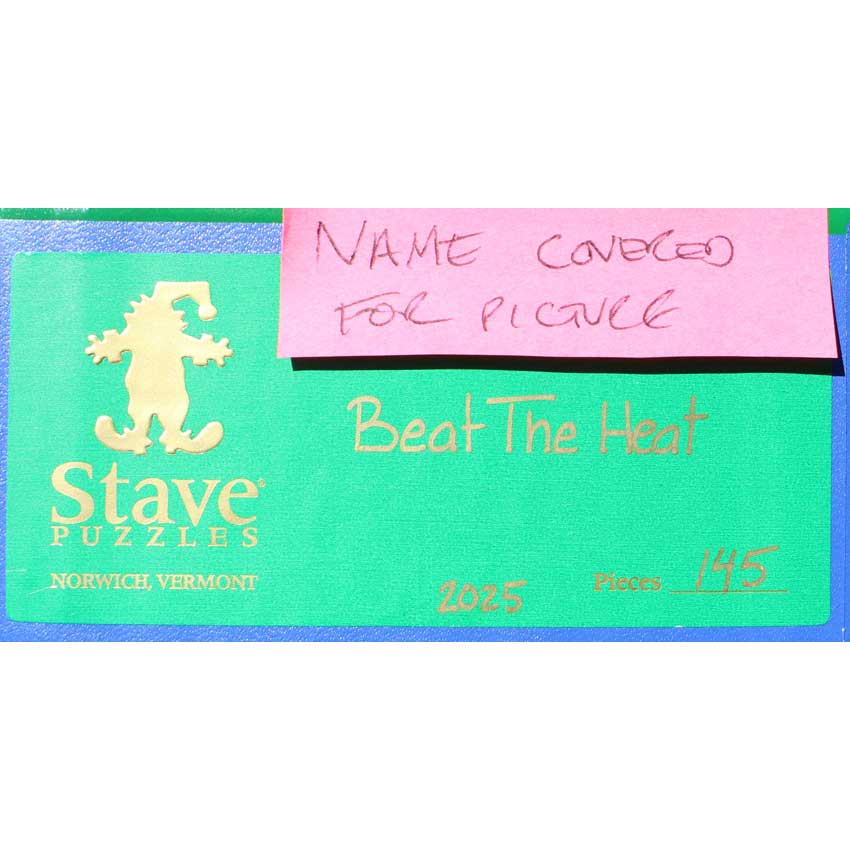 NAME COVERED
FOR PICTURE
Beat The Heat
Stave®
PUZZLES
NORWICH, VERMONT
2025
Pieces 145